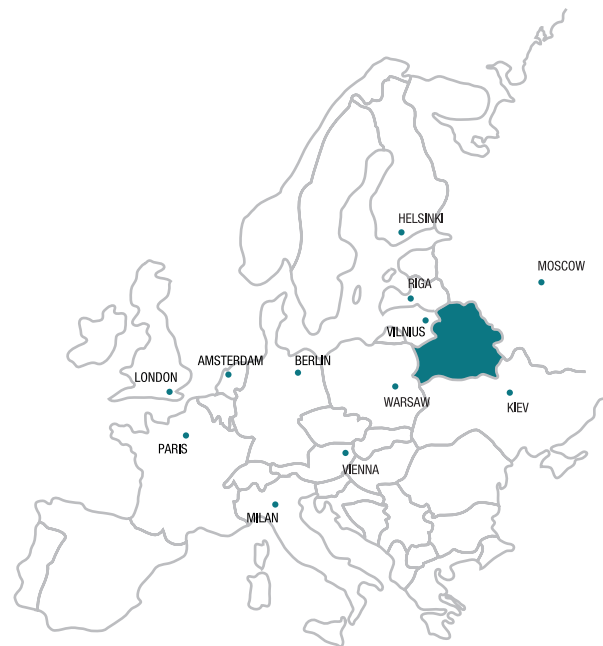 HELSINKI
MOSCOW
RIGA
VILNIUS
AMSTERDAM
BERLIN
LONDON
WARSAW
KIEV
PARIS
VIENNA
MILAN